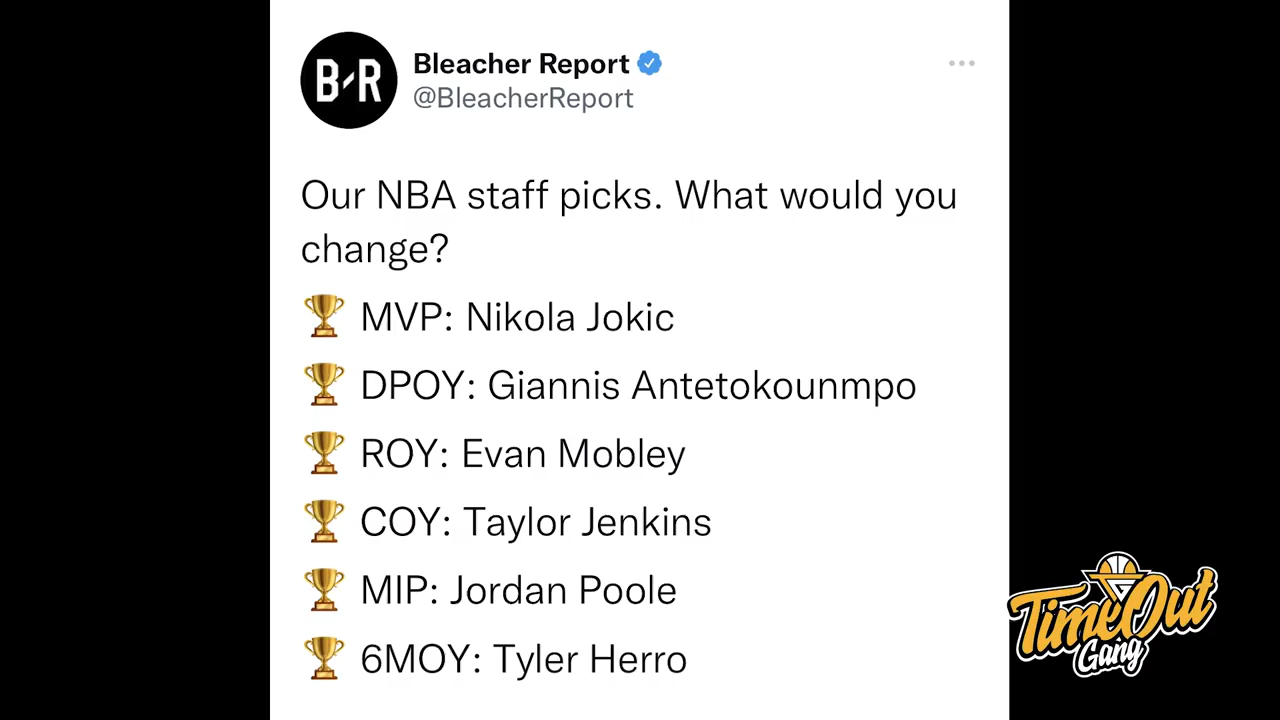 B-R
Bleacher Report
@BleacherReport
Our NBA staff picks. What would you
change?
🏆 MVP: Nikola Jokic
🏆 DPOY: Giannis Antetokounmpo
🏆 ROY: Evan Mobley
🏆 COY: Taylor Jenkins
🏆 MIP: Jordan Poole
🏆 6MOY: Tyler Herro
TimeOut
Gang